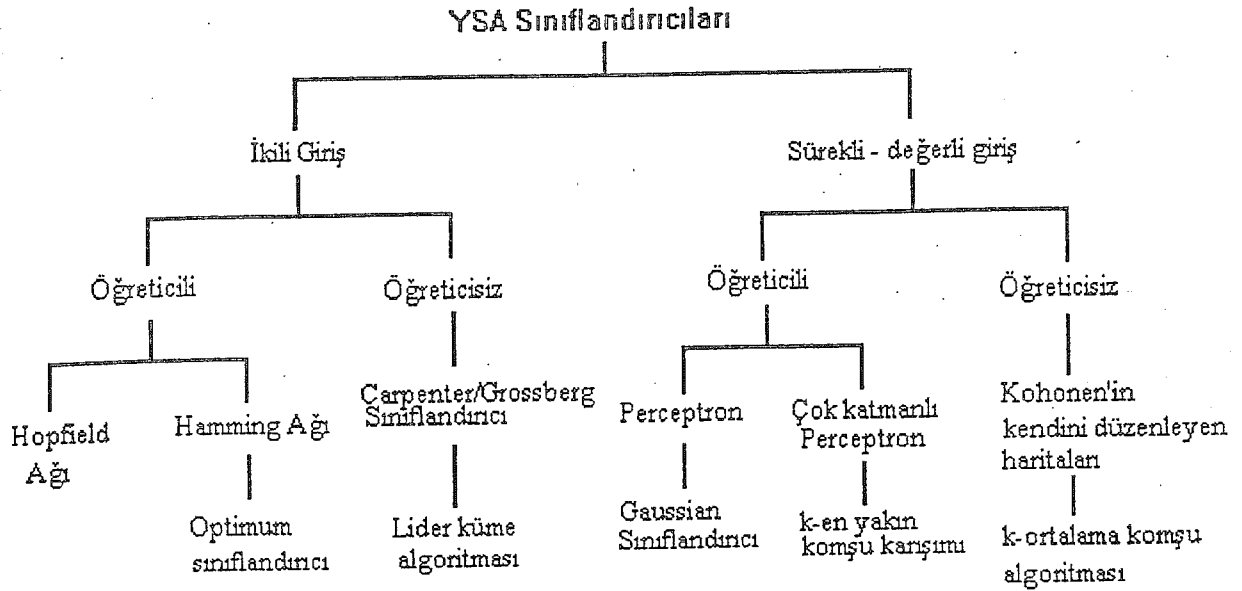 YSA Sınıflandırıcıları
İkili Giriş
Sürekli - değerli giriş
Öğreticili
Öğreticisiz
Öğreticili
Öğreticisiz
Hopfield
Ağı
Hamming Ağı
Carpenter/Grossberg
Sınıflandırıcı
Perceptron
Çok katmanlı
Perceptron
Kohonen'in
kendini düzenleyen
haritaları
Optimum
sınıflandırıcı
Lider küme
algoritması
Gaussian
Sınıflandırıcı
k-en yakın
komşu karışımı
k-ortalama komşu
algoritması